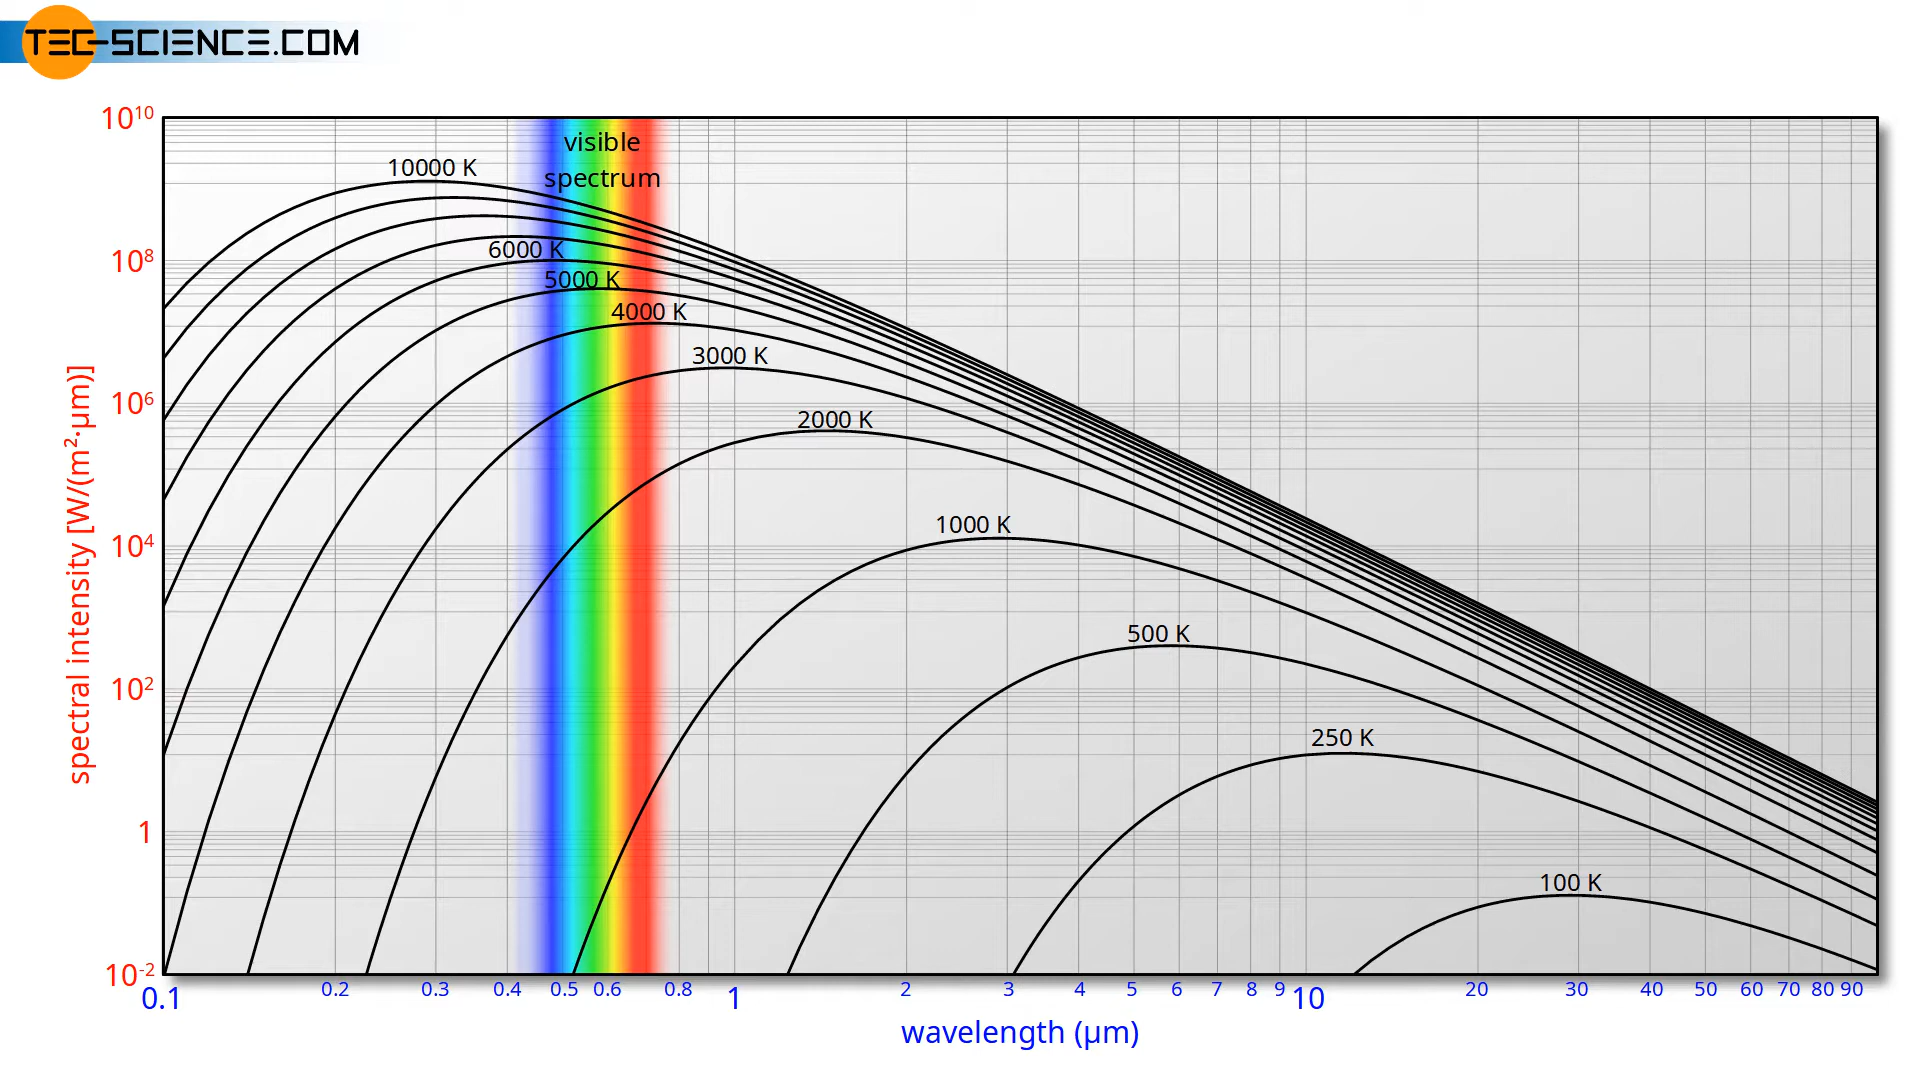 TEC-SCIENCE.COM
visible
spectrum
10000 K
6000 K
5000 K
4000 K
3000 K
2000 K
1000 K
500 K
250 K
100 K
10¹⁰
10⁸
10⁶
10⁴
10²
1
10⁻²
spectral intensity [W/(m²·µm)]
0.1 0.2 0.3 0.4 0.5 0.6 0.8 1 2 3 4 5 6 7 8 9 10 20 30 40 50 60 70 80 90
wavelength (µm)